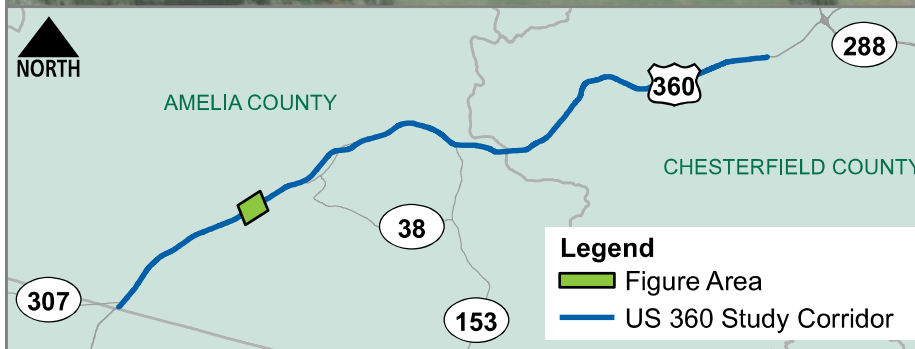 NORTH
288
360
AMELIA COUNTY
CHESTERFIELD COUNTY
38
307
153
Legend
Figure Area
US 360 Study Corridor